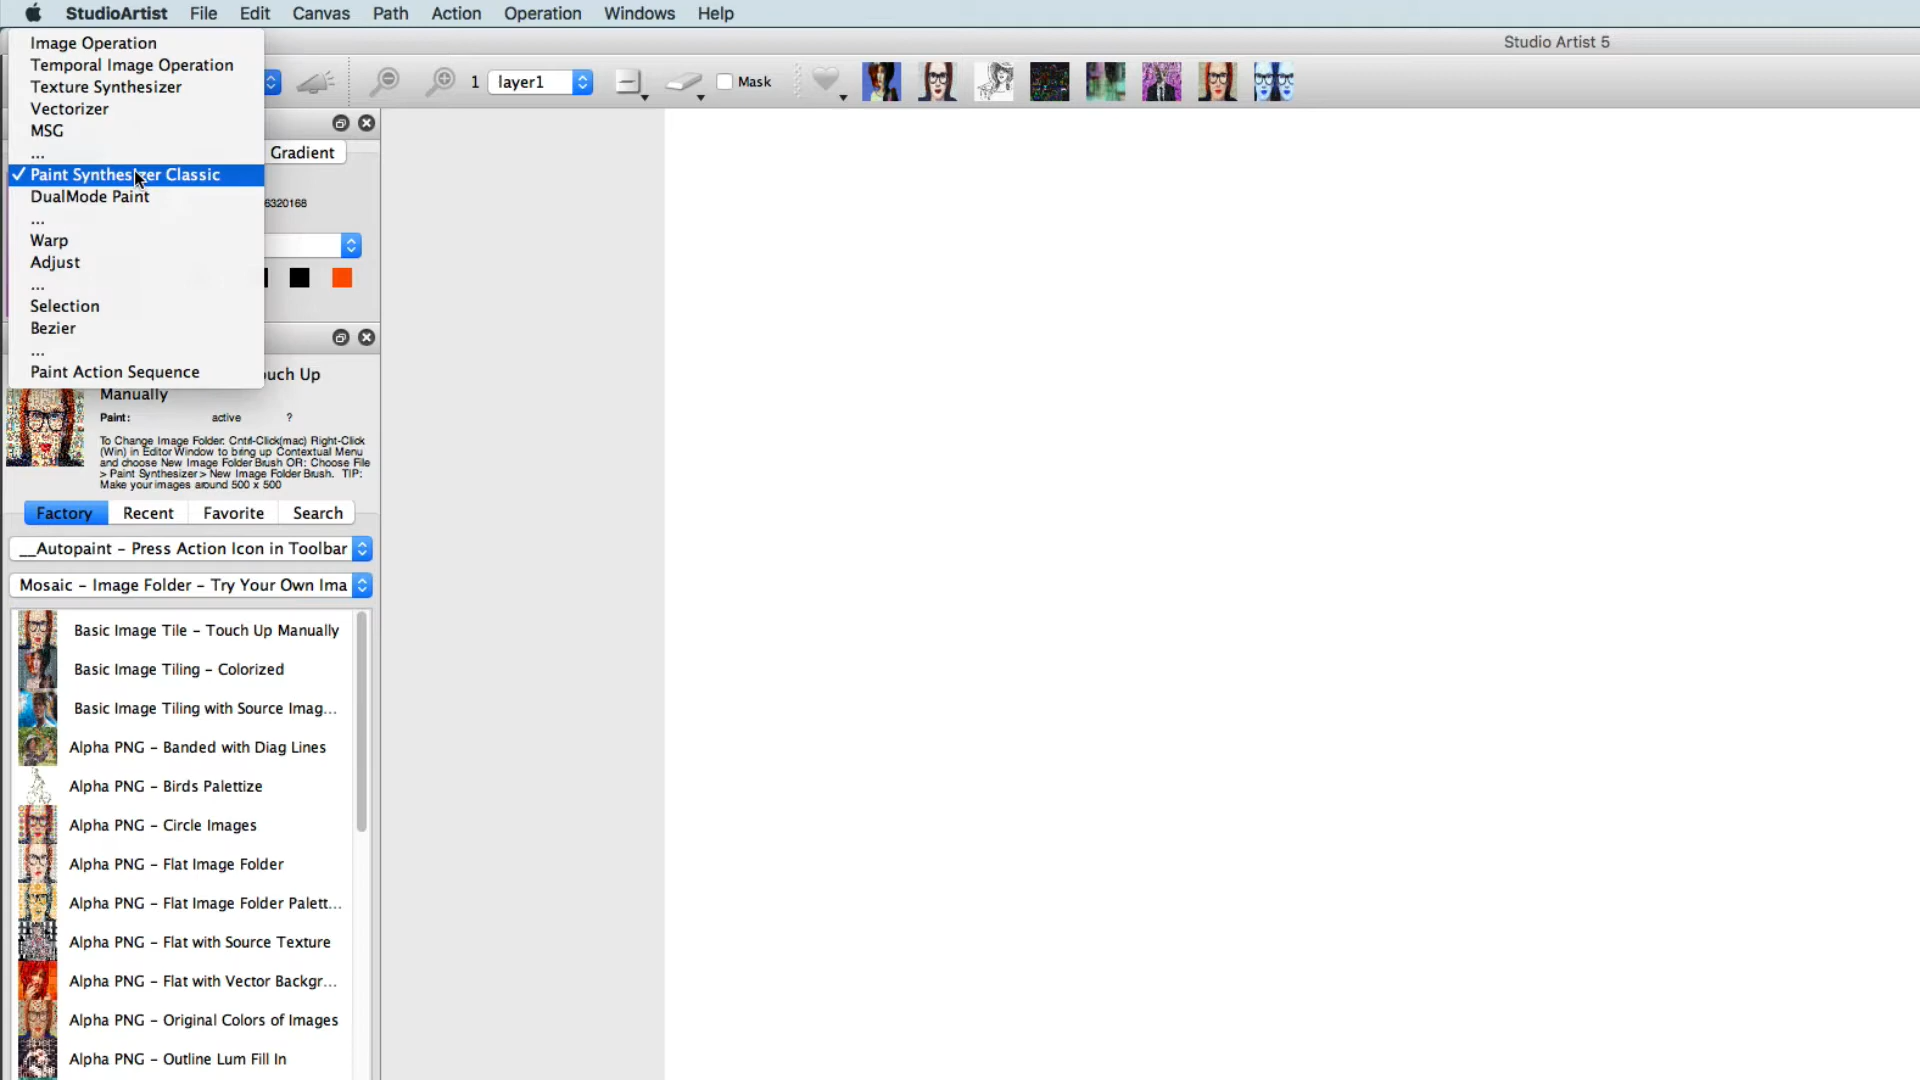 StudioArtist File Edit Canvas Path Action Operation Windows Help
Studio Artist 5
Image Operation
Temporal Image Operation
Texture Synthesizer
Vectorizer
MSG
...
✓ Paint Synthesizer Classic
DualMode Paint
...
Warp
Adjust
...
Selection
Bezier
...
Paint Action Sequence
1 layer1 Mask
Gradient
6320168
ouch Up
Manually
Paint: active ?
To Change Image Folder: Cntrl-Click(mac) Right-Click
(Win) in Editor Window to bring up Contextual Menu
and choose New Image Folder Brush OR: Choose File
> Paint Synthesizer > New Image Folder Brush. TIP:
Make your images around 500 x 500
Factory Recent Favorite Search
__Autopaint - Press Action Icon in Toolbar
Mosaic - Image Folder - Try Your Own Ima
Basic Image Tile - Touch Up Manually
Basic Image Tiling - Colorized
Basic Image Tiling with Source Imag...
Alpha PNG - Banded with Diag Lines
Alpha PNG - Birds Palettize
Alpha PNG - Circle Images
Alpha PNG - Flat Image Folder
Alpha PNG - Flat Image Folder Palett...
Alpha PNG - Flat with Source Texture
Alpha PNG - Flat with Vector Backgr...
Alpha PNG - Original Colors of Images
Alpha PNG - Outline Lum Fill In